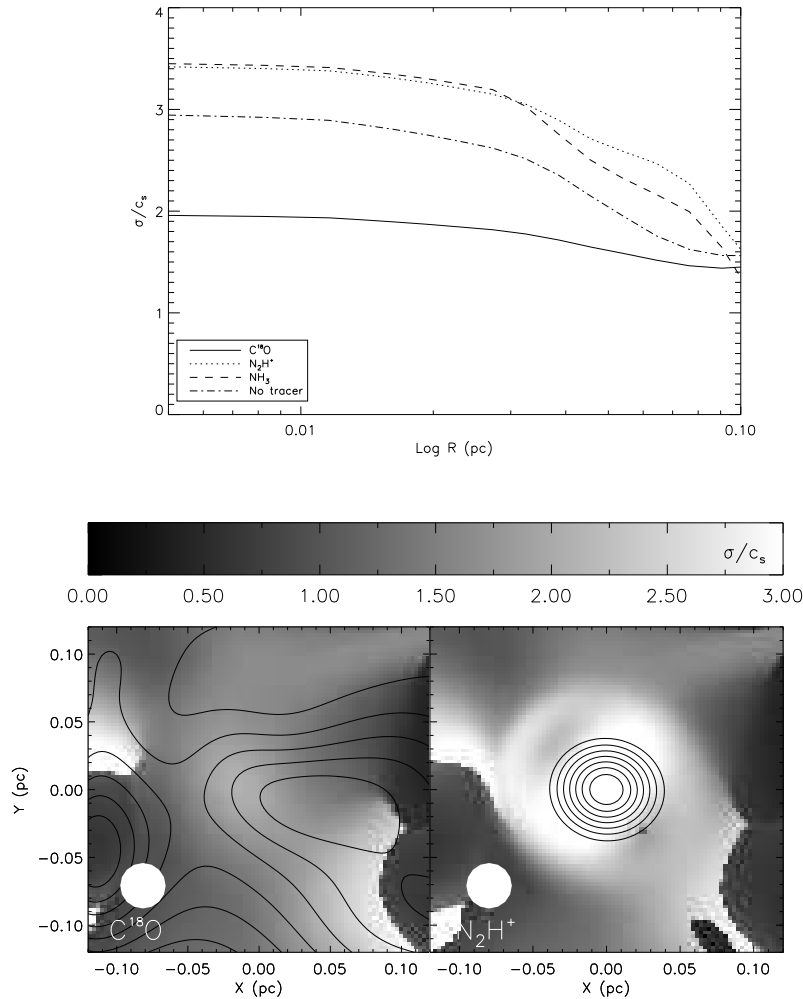 4
3
2
1
0
σ/cₛ
C¹⁸O
N₂H⁺
NH₃
No tracer
0.01
0.10
Log R (pc)
σ/cₛ
0.00 0.50 1.00 1.50 2.00 2.50 3.00
0.10
0.05
0.00
−0.05
−0.10
Y (pc)
C¹⁸O
N₂H⁺
−0.10 −0.05 0.00 0.05 0.10
−0.10 −0.05 0.00 0.05 0.10
X (pc)
X (pc)